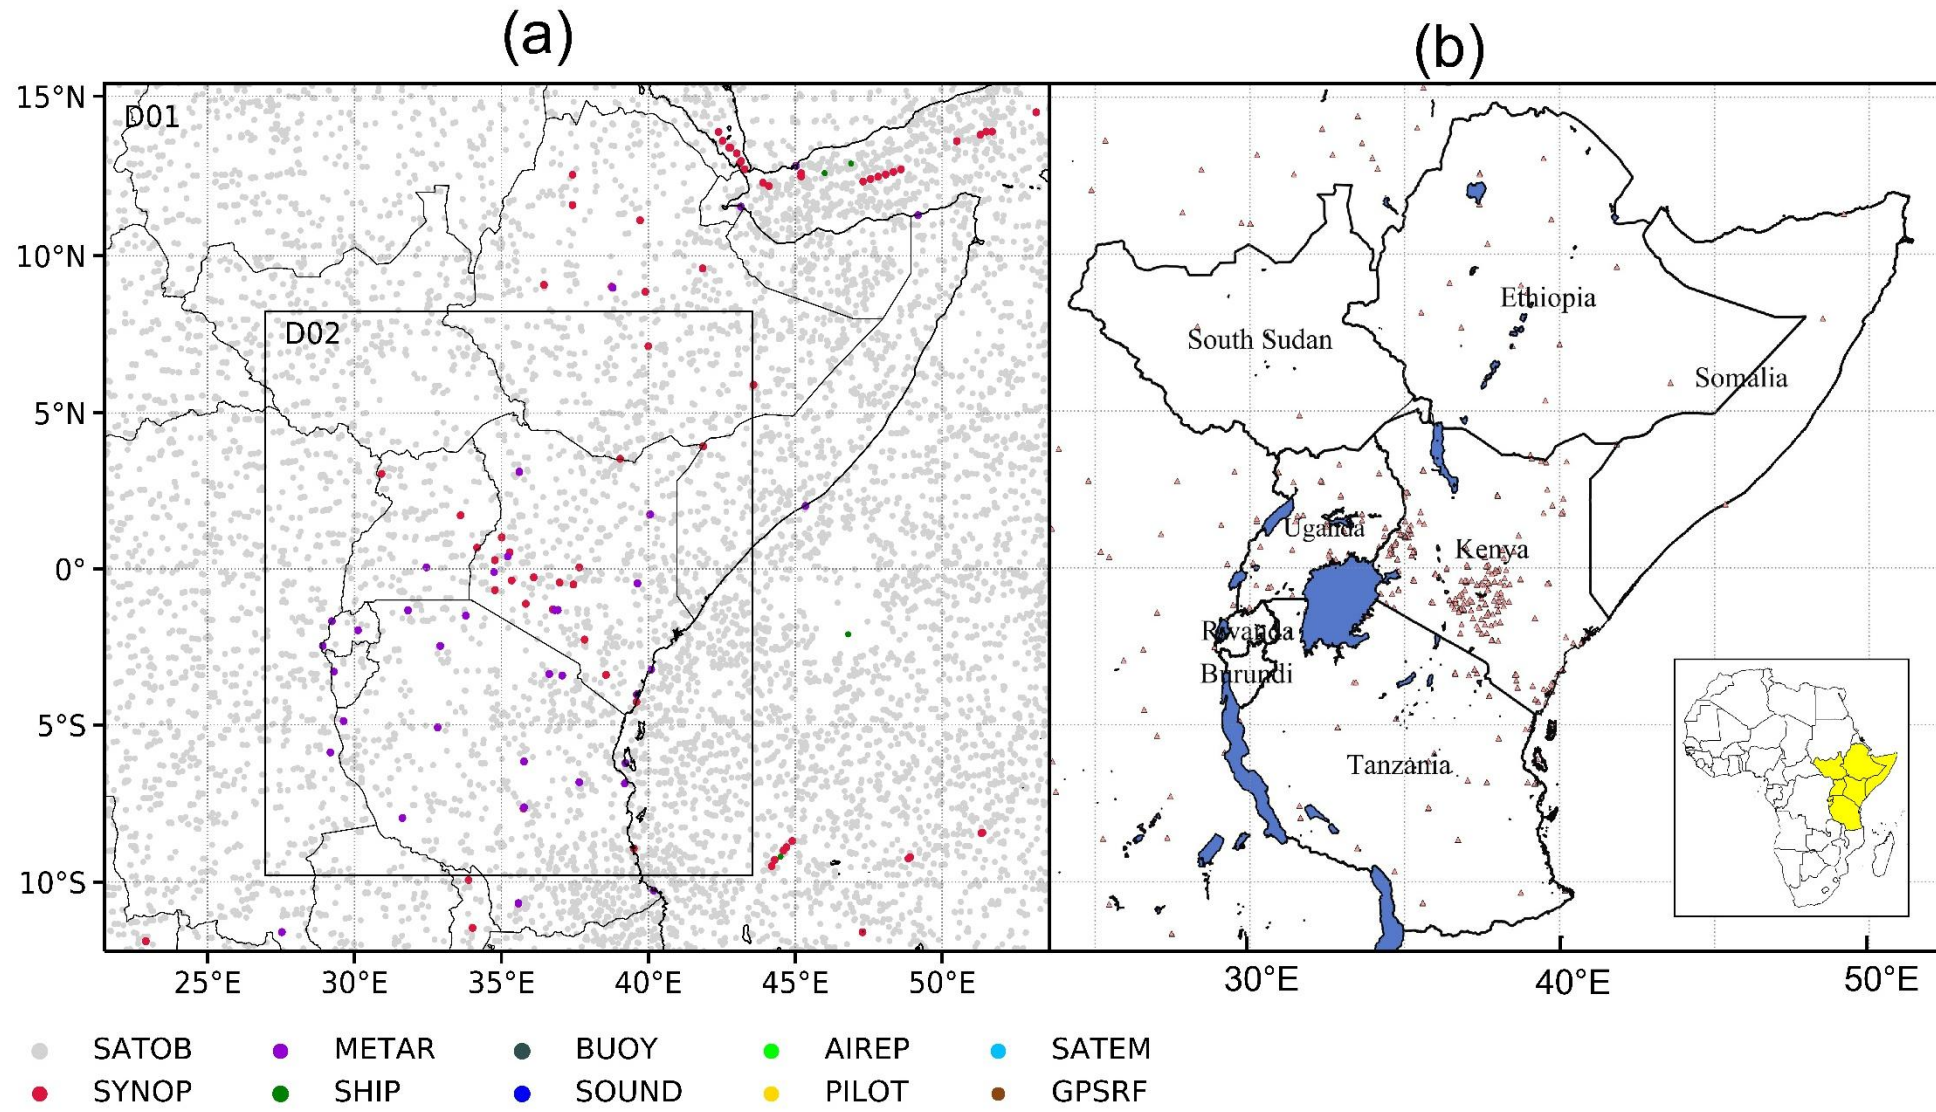 (a)
(b)
15°N
10°N
5°N
0°
5°S
10°S
D01
D02
25°E
30°E
35°E
40°E
45°E
50°E
South Sudan
Ethiopia
Somalia
Uganda
Kenya
Rwanda
Burundi
Tanzania
30°E
40°E
50°E
SATOB
METAR
BUOY
AIREP
SATEM
SYNOP
SHIP
SOUND
PILOT
GPSRF